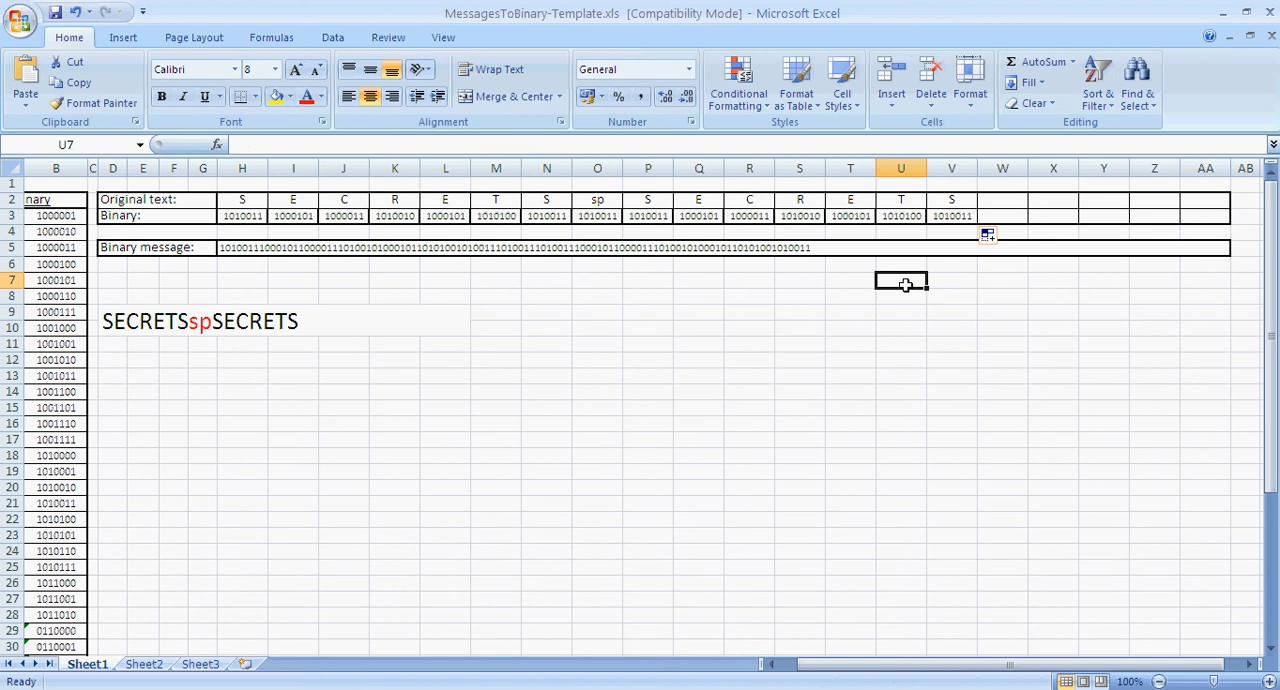 MessagesToBinary-Template.xls [Compatibility Mode] - Microsoft Excel
Home Insert Page Layout Formulas Data Review View
Paste Cut Copy Format Painter
Calibri 8
B I U
Wrap Text
Merge & Center
General
Conditional Formatting Format as Table Cell Styles
Insert Delete Format
AutoSum Fill Clear
Sort & Filter Find & Select
Clipboard Font Alignment Number Styles Cells Editing
U7 fx
B C D E F G H I J K L M N O P Q R S T U V W X Y Z AA AB
1
2 nary Original text: S E C R E T S sp S E C R E T S
3 1000001 Binary: 1010011 1000101 1000011 1010010 1000101 1010100 1010011 1010011 1010011 1000101 1000011 1010010 1000101 1010100 1010011
4 1000010
5 1000011 Binary message: 101001110001011000011101001010001011010100101001110100111010011100010110000111010010100010110101001010011
6 1000100
7 1000101
8 1000110
9 1000111
SECRETSspSECRETS
10 1001000
11 1001001
12 1001010
13 1001011
14 1001100
15 1001101
16 1001110
17 1001111
18 1010000
19 1010001
20 1010010
21 1010011
22 1010100
23 1010101
24 1010110
25 1010111
26 1011000
27 1011001
28 1011010
29 0110000
30 0110001
Sheet1 Sheet2 Sheet3
Ready 100%